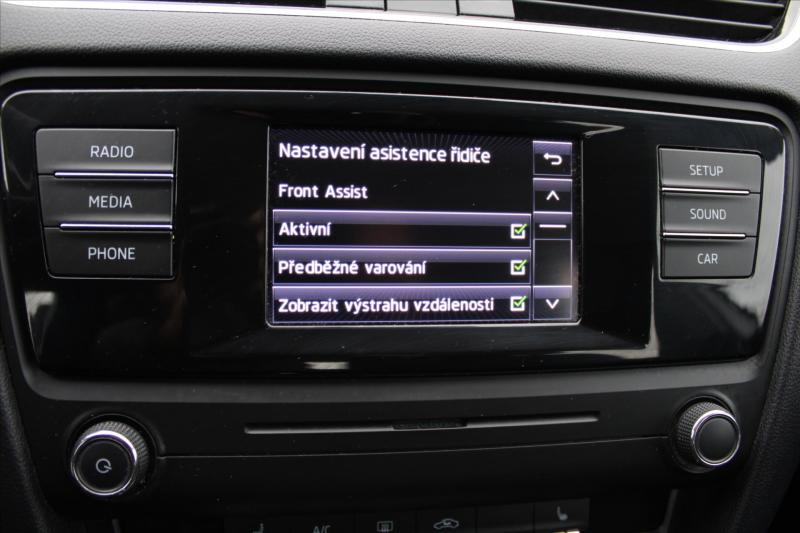 RADIO
MEDIA
PHONE
Nastavení asistence řidiče
Front Assist
Aktivní
Předběžné varování
Zobrazit výstrahu vzdálenosti
SETUP
SOUND
CAR
A/C